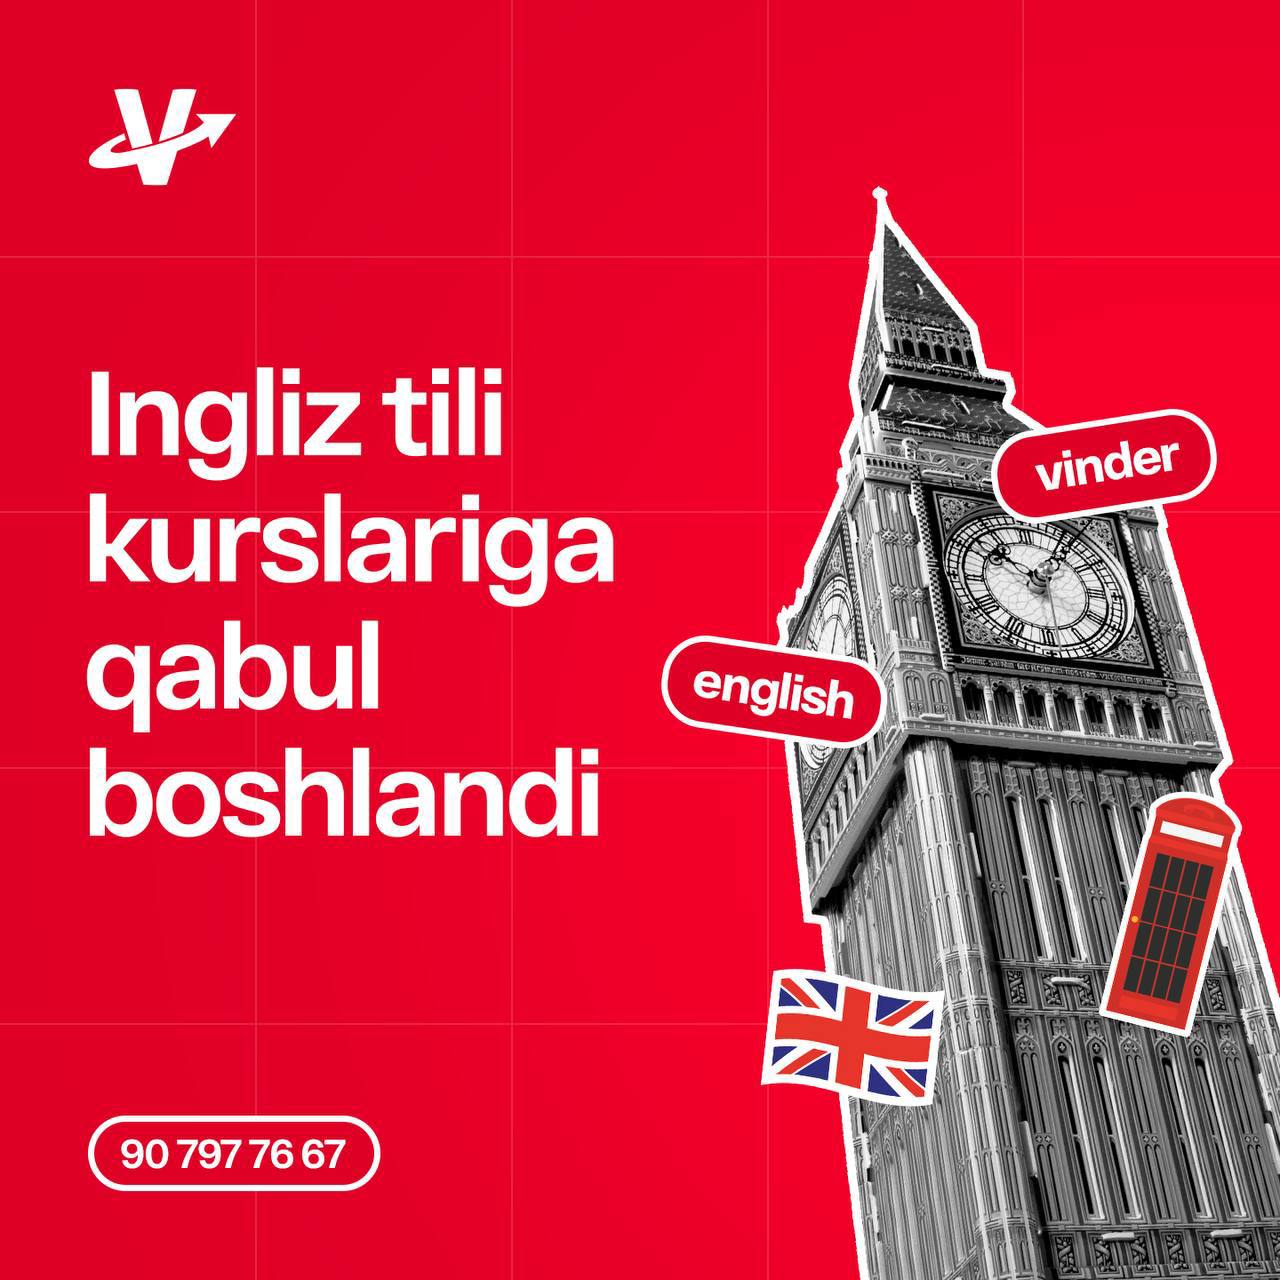 V
Ingliz tili
kurslariga
qabul
boshlandi
vinder
english
90 797 76 67